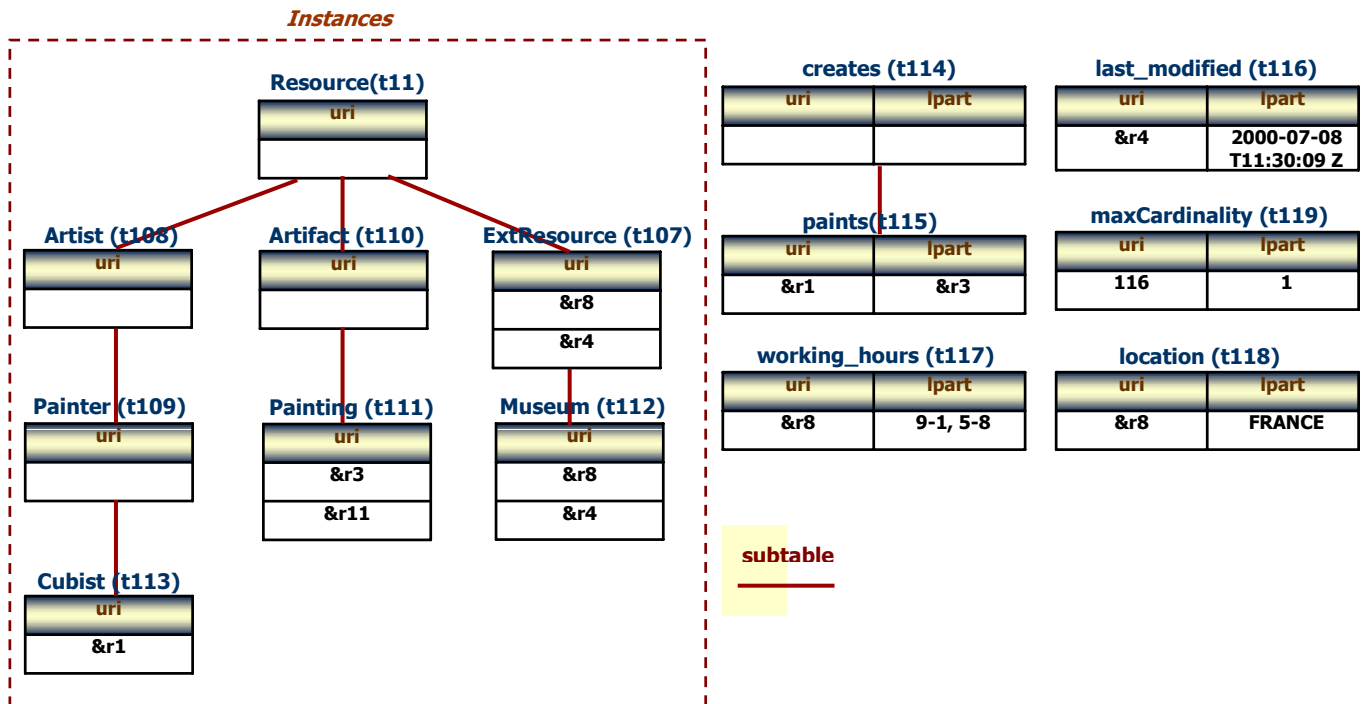 Instances
Resource(t11)
uri
Artist (t108)
uri
Artifact (t110)
uri
ExtResource (t107)
uri
&r8
&r4
Painter (t109)
uri
Painting (t111)
uri
&r3
&r11
Museum (t112)
uri
&r8
&r4
Cubist (t113)
uri
&r1
creates (t114)
uri lpart
last_modified (t116)
uri lpart
&r4 2000-07-08
T11:30:09 Z
paints(t115)
uri lpart
&r1 &r3
maxCardinality (t119)
uri lpart
116 1
working_hours (t117)
uri lpart
&r8 9-1, 5-8
location (t118)
uri lpart
&r8 FRANCE
subtable